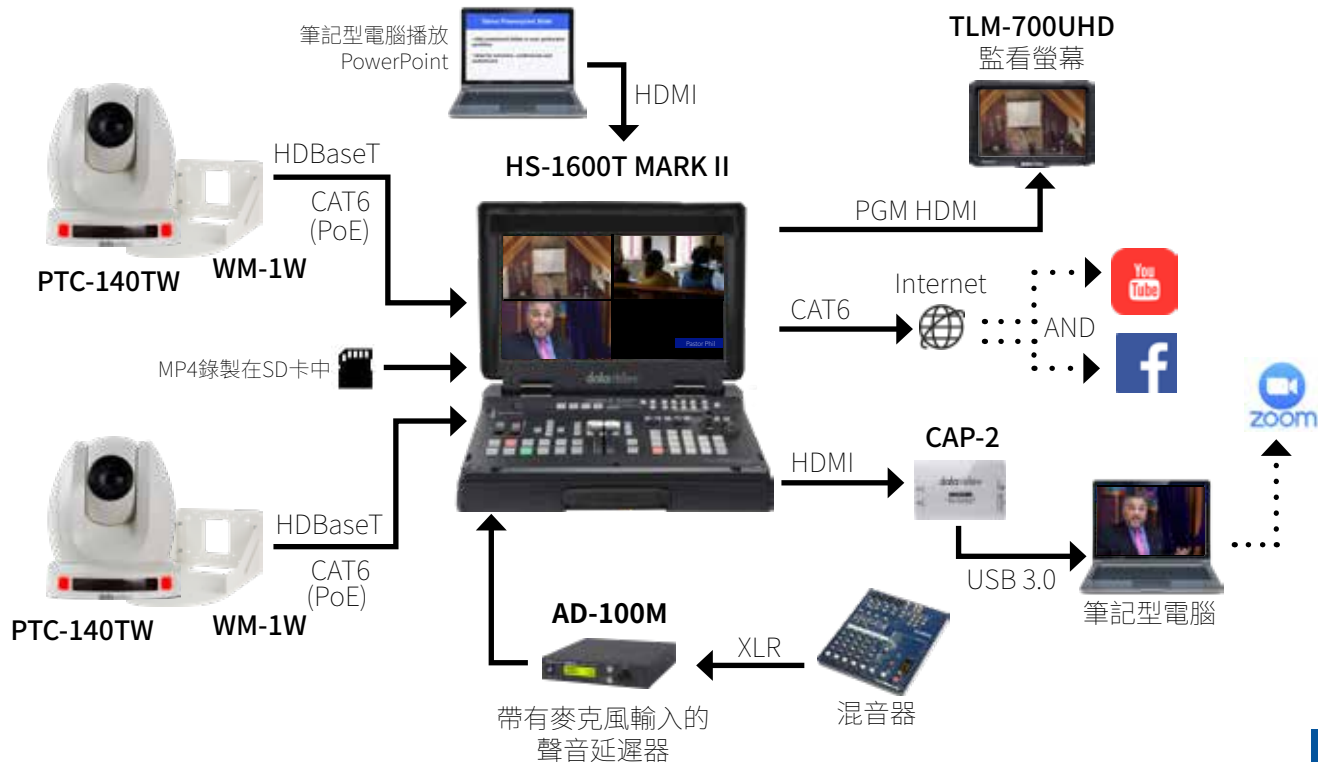 筆記型電腦播放
PowerPoint
HDMI
TLM-700UHD
監看螢幕
HDBaseT
CAT6
(PoE)
PTC-140TW
WM-1W
HS-1600T MARK II
PGM HDMI
CAT6
Internet
AND
You
Tube
Pastor Phil
datavideo
MP4錄製在SD卡中
zoom
HDBaseT
CAT6
(PoE)
PTC-140TW
WM-1W
HDMI
CAP-2
datavideo
USB 3.0
筆記型電腦
AD-100M
XLR
帶有麥克風輸入的
聲音延遲器
混音器